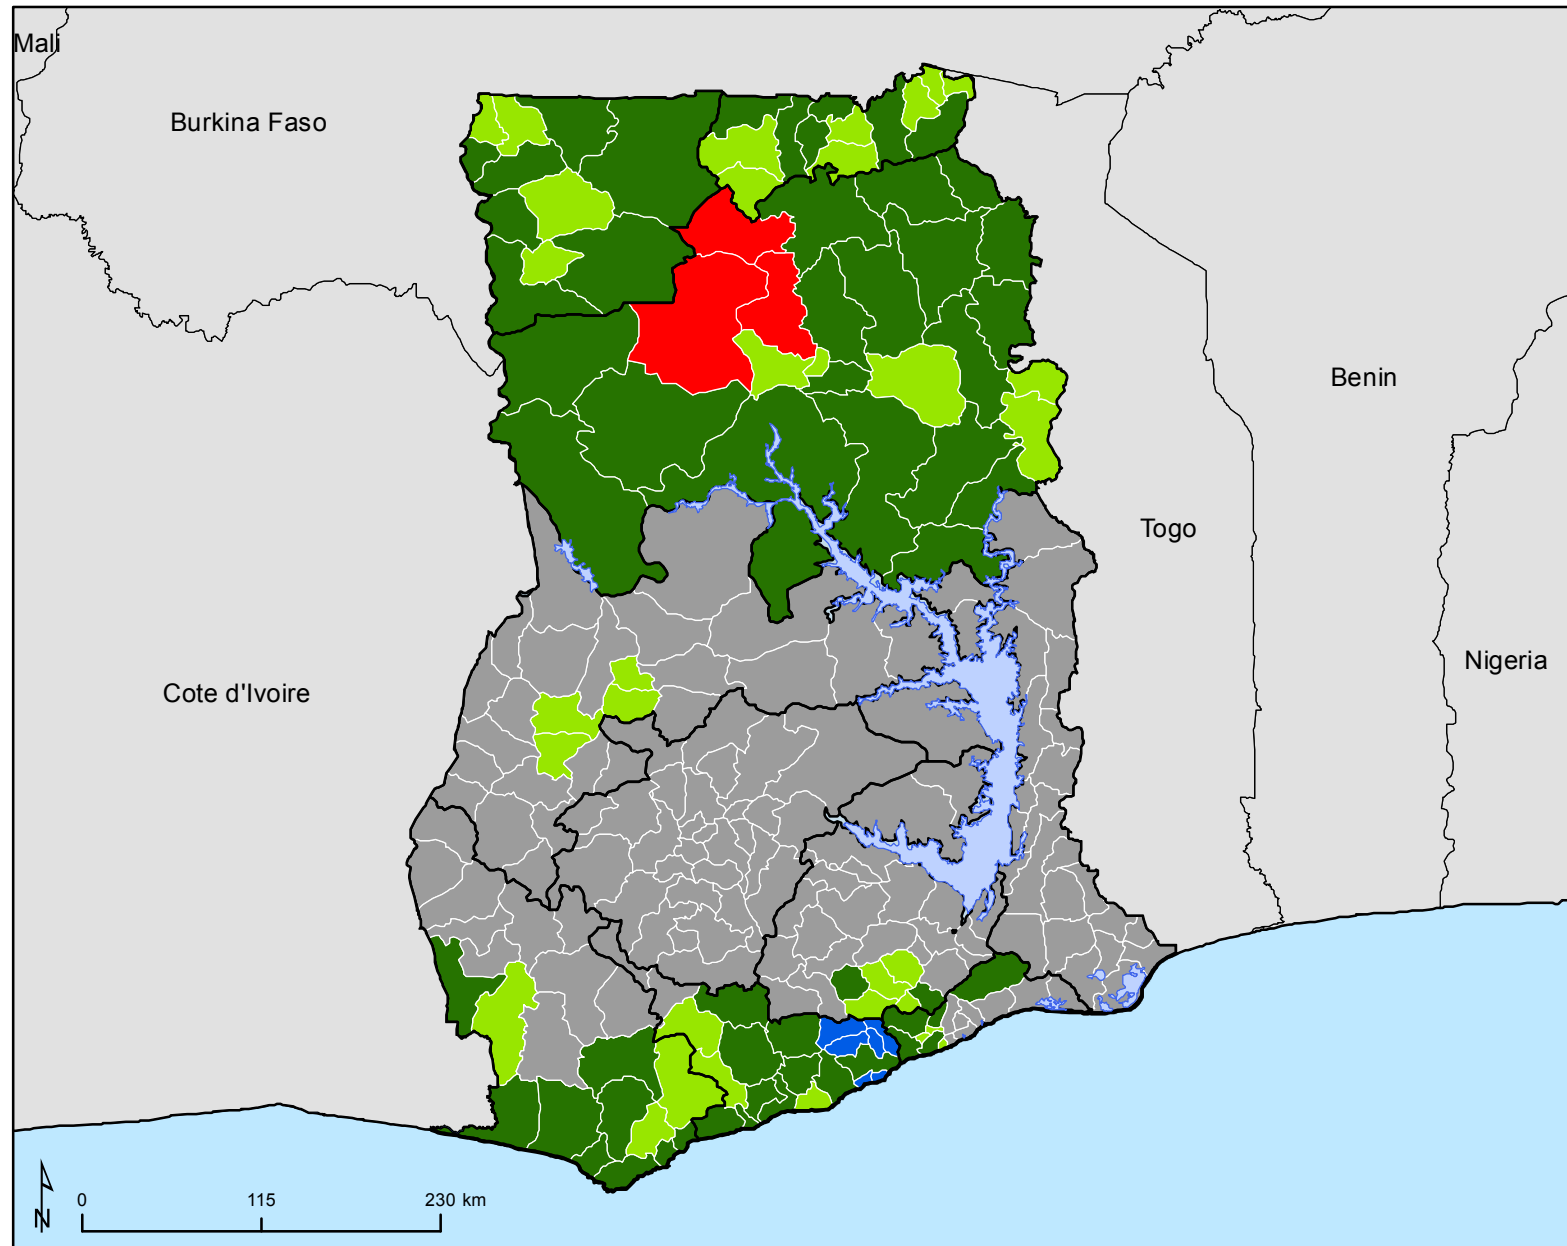 Mali
Burkina Faso
Benin
Togo
Nigeria
Cote d'Ivoire
N
0 115 230 km